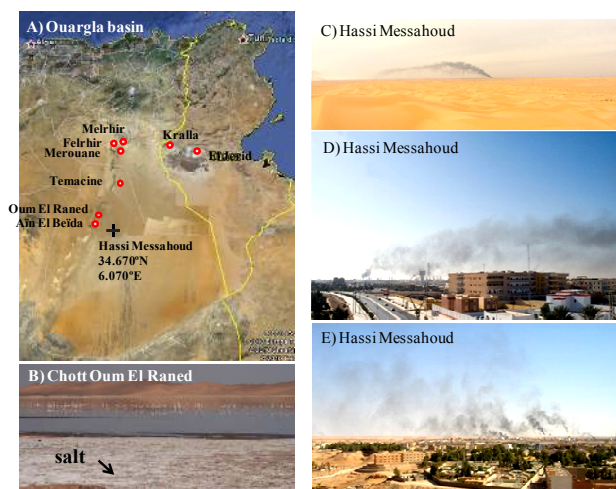 A) Ouargla basin
Melrhir
Felrhir
Merouane
Kralla
Temacine
Oum El Raned
Aïn El Beïda
Hassi Messahoud
34.670ºN
6.070ºE
B) Chott Oum El Raned
salt
C) Hassi Messahoud
D) Hassi Messahoud
E) Hassi Messahoud